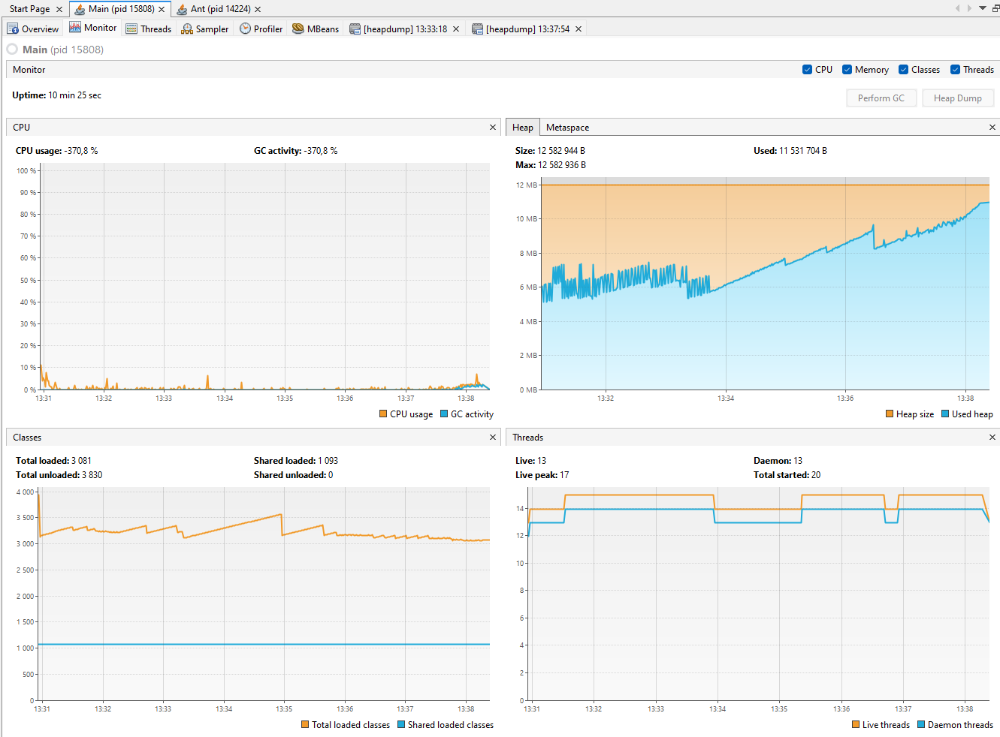 Start Page Main (pid 15808) Ant (pid 14224)
Overview Monitor Threads Sampler Profiler MBeans [heapdump] 13:33:18 [heapdump] 13:37:54
Main (pid 15808)
Monitor CPU Memory Classes Threads
Uptime: 10 min 25 sec
Perform GC Heap Dump
CPU
CPU usage: -370,8 % GC activity: -370,8 %
100 %
90 %
80 %
70 %
60 %
50 %
40 %
30 %
20 %
10 %
0 %
13:31 13:32 13:33 13:34 13:35 13:36 13:37 13:38
CPU usage GC activity
Heap Metaspace
Size: 12 582 944 B Used: 11 531 704 B
Max: 12 582 936 B
12 MB
10 MB
8 MB
6 MB
4 MB
2 MB
0 MB
13:32 13:34 13:36 13:38
Heap size Used heap
Classes
Total loaded: 3 081 Shared loaded: 1 093
Total unloaded: 3 830 Shared unloaded: 0
4 000
3 500
3 000
2 500
2 000
1 500
1 000
500
0
13:31 13:32 13:33 13:34 13:35 13:36 13:37 13:38
Total loaded classes Shared loaded classes
Threads
Live: 13 Daemon: 13
Live peak: 17 Total started: 20
14
12
10
8
6
4
2
0
13:31 13:32 13:33 13:34 13:35 13:36 13:37 13:38
Live threads Daemon threads